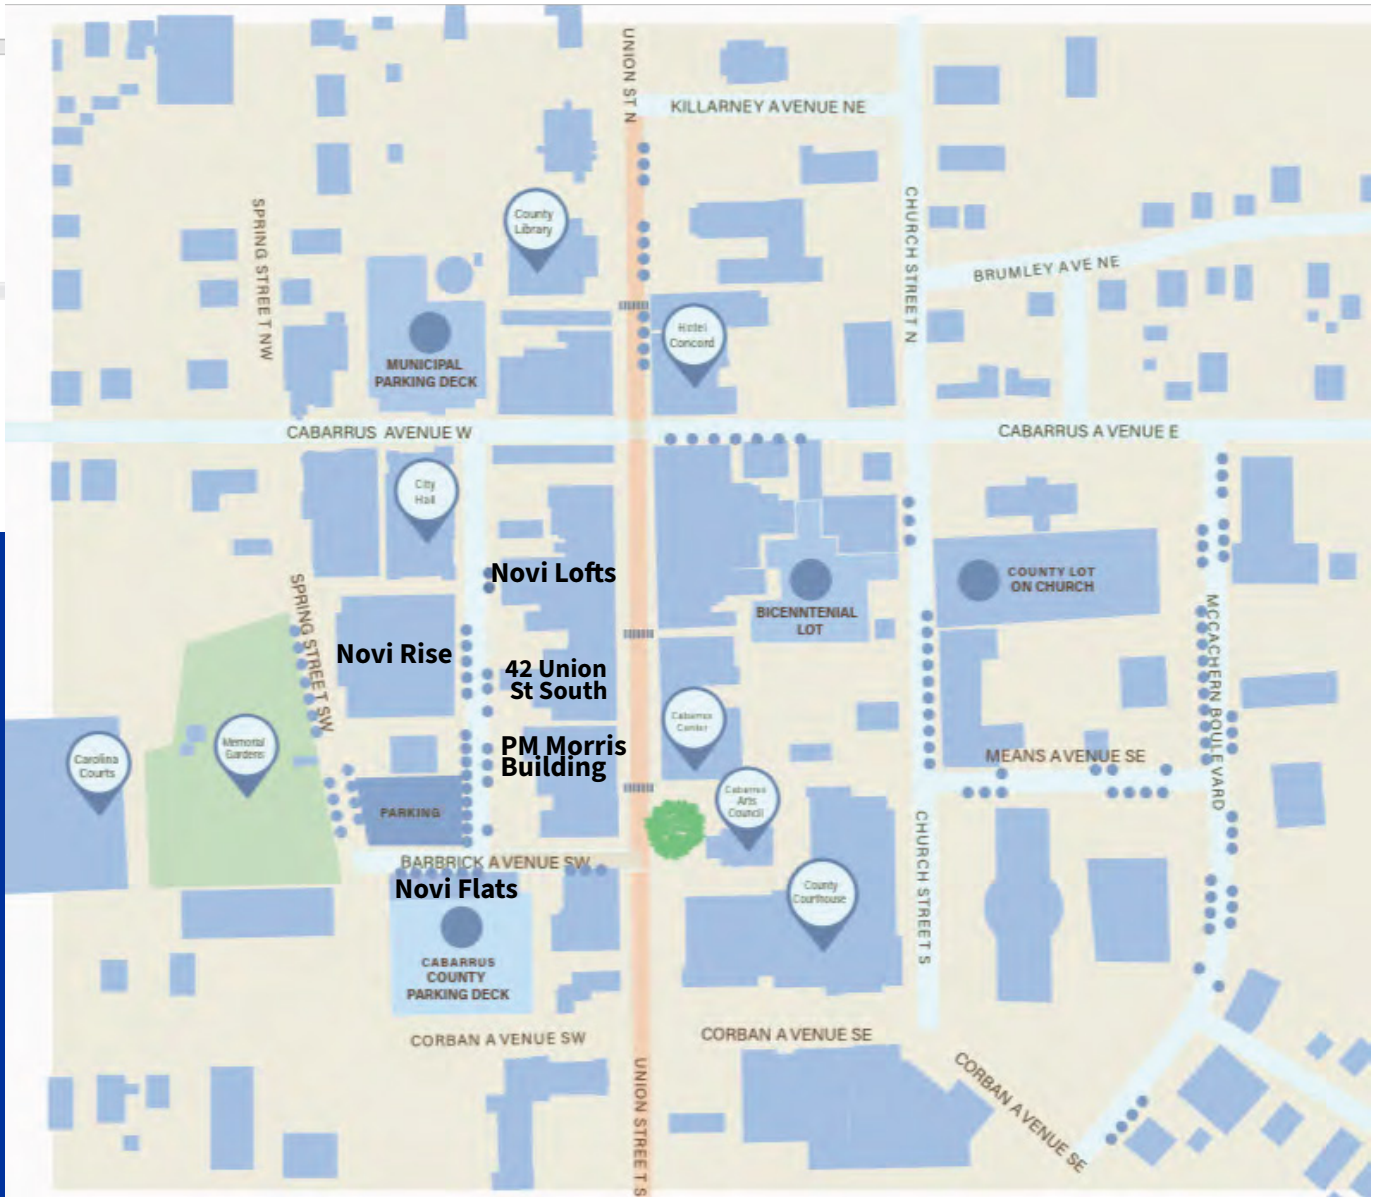 UNION ST N
KILLARNEY AVENUE NE
SPRING STREET NW
County
Library
CHURCH STREET N
BRUMLEY AVE NE
Hotel
Concord
MUNICIPAL
PARKING DECK
CABARRUS AVENUE W
CABARRUS AVENUE E
City
Hall
Novi Lofts
COUNTY LOT
ON CHURCH
BICENNTENIAL
LOT
SPRING STREET SW
Novi Rise
42 Union
St South
MCCACHERN BOULEVARD
Cabarrus
Center
Memorial
Gardens
Carolina
Courts
PM Morris
Building
MEANS AVENUE SE
Cabarrus
Arts
Council
PARKING
CHURCH STREET S
BARBRICK AVENUE SW
Novi Flats
County
Courthouse
CABARRUS
COUNTY
PARKING DECK
CORBAN AVENUE SW
CORBAN AVENUE SE
UNION STREET S
CORBAN AVENUE SE